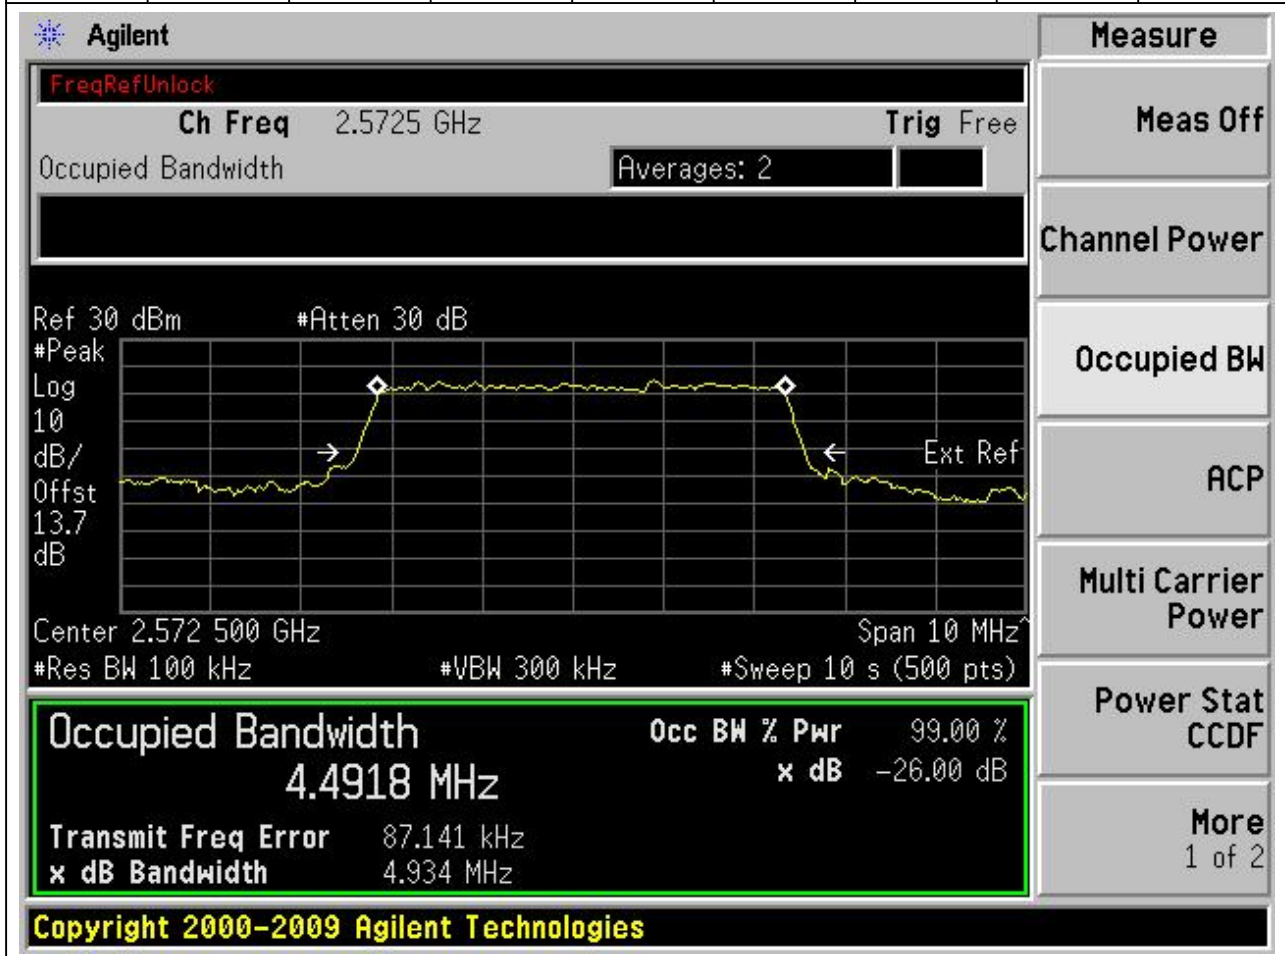 Agilent
Measure
FreqRefUnlock
Ch Freq 2.5725 GHz Trig Free
Occupied Bandwidth Averages: 2
Meas Off
Channel Power
Occupied BW
ACP
Multi Carrier
Power
Power Stat
CCDF
More
1 of 2
Ref 30 dBm #Atten 30 dB
#Peak
Log
10
dB/
Offst
13.7
dB
Ext Ref
Center 2.572 500 GHz Span 10 MHz^
#Res BW 100 kHz #VBW 300 kHz #Sweep 10 s (500 pts)
Occupied Bandwidth
4.4918 MHz
Occ BW % Pwr 99.00 %
x dB -26.00 dB
Transmit Freq Error 87.141 kHz
x dB Bandwidth 4.934 MHz
Copyright 2000-2009 Agilent Technologies